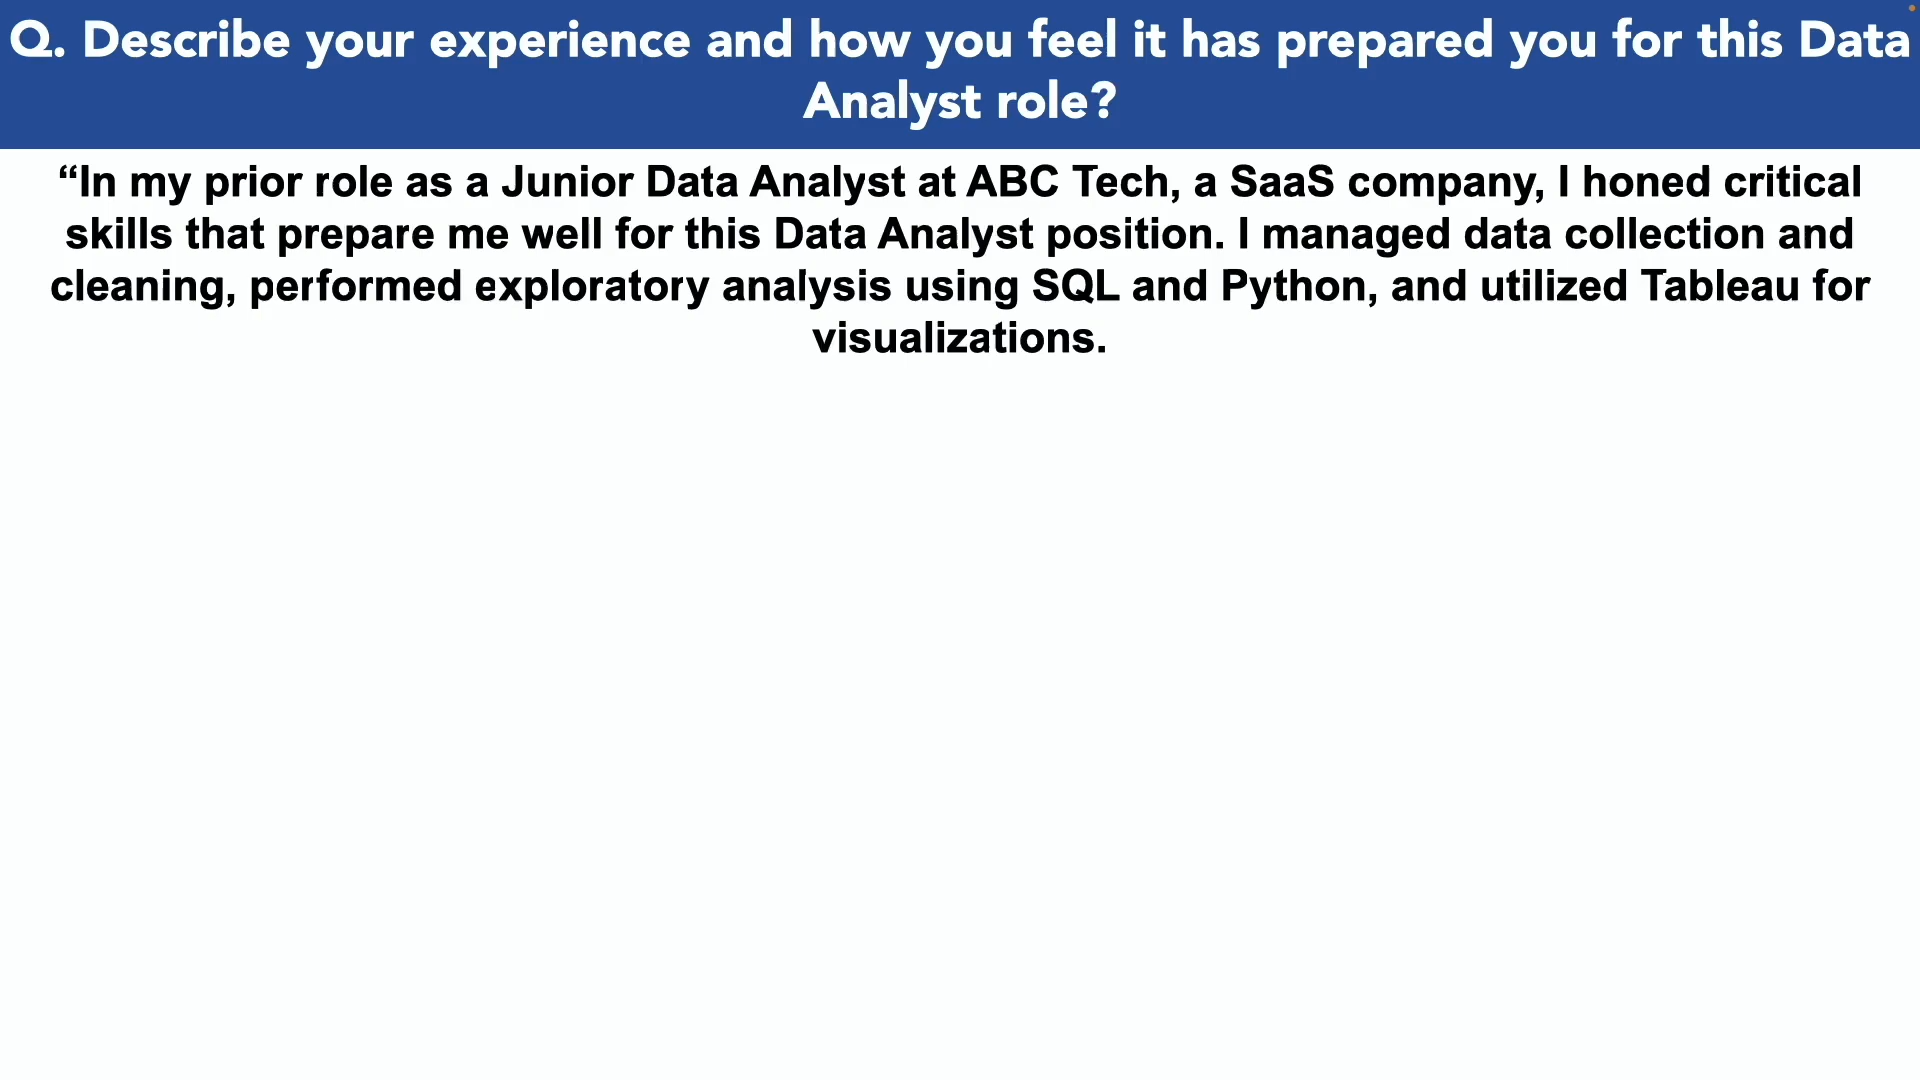 Q. Describe your experience and how you feel it has prepared you for this Data
Analyst role?
“In my prior role as a Junior Data Analyst at ABC Tech, a SaaS company, I honed critical
skills that prepare me well for this Data Analyst position. I managed data collection and
cleaning, performed exploratory analysis using SQL and Python, and utilized Tableau for
visualizations.